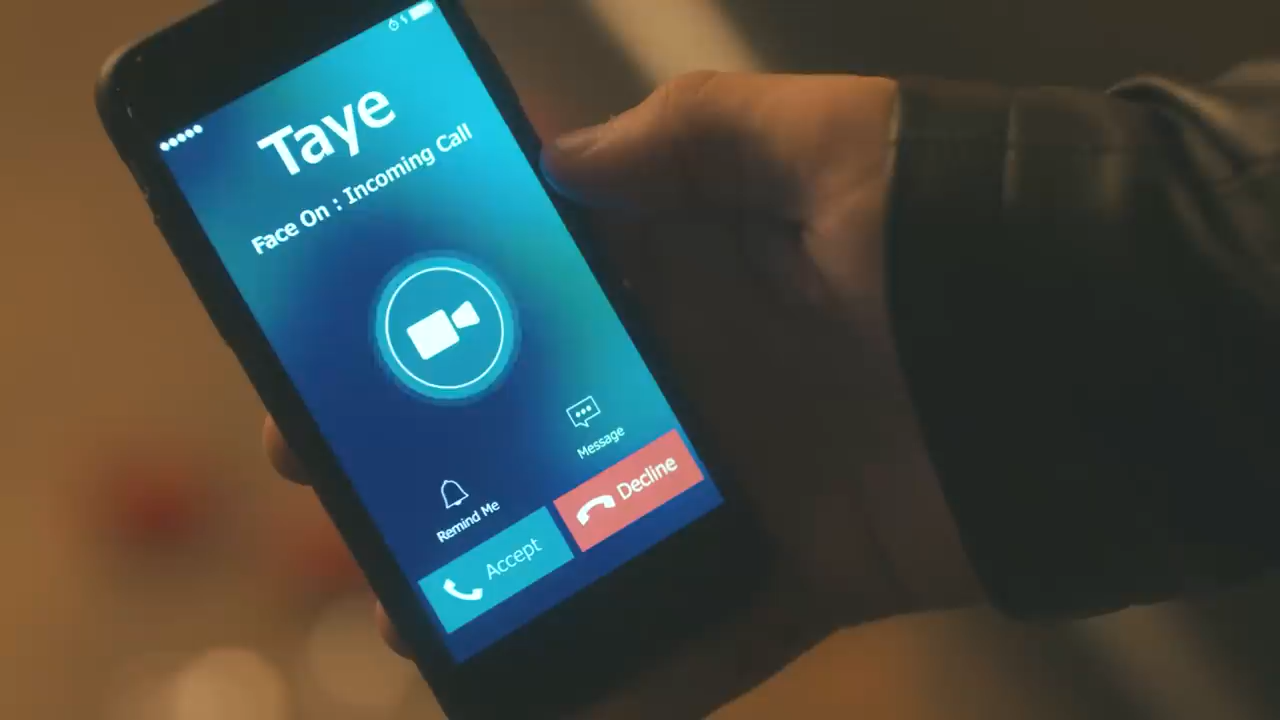 Taye
Face On : Incoming Call
Message
Remind Me
Accept
Decline